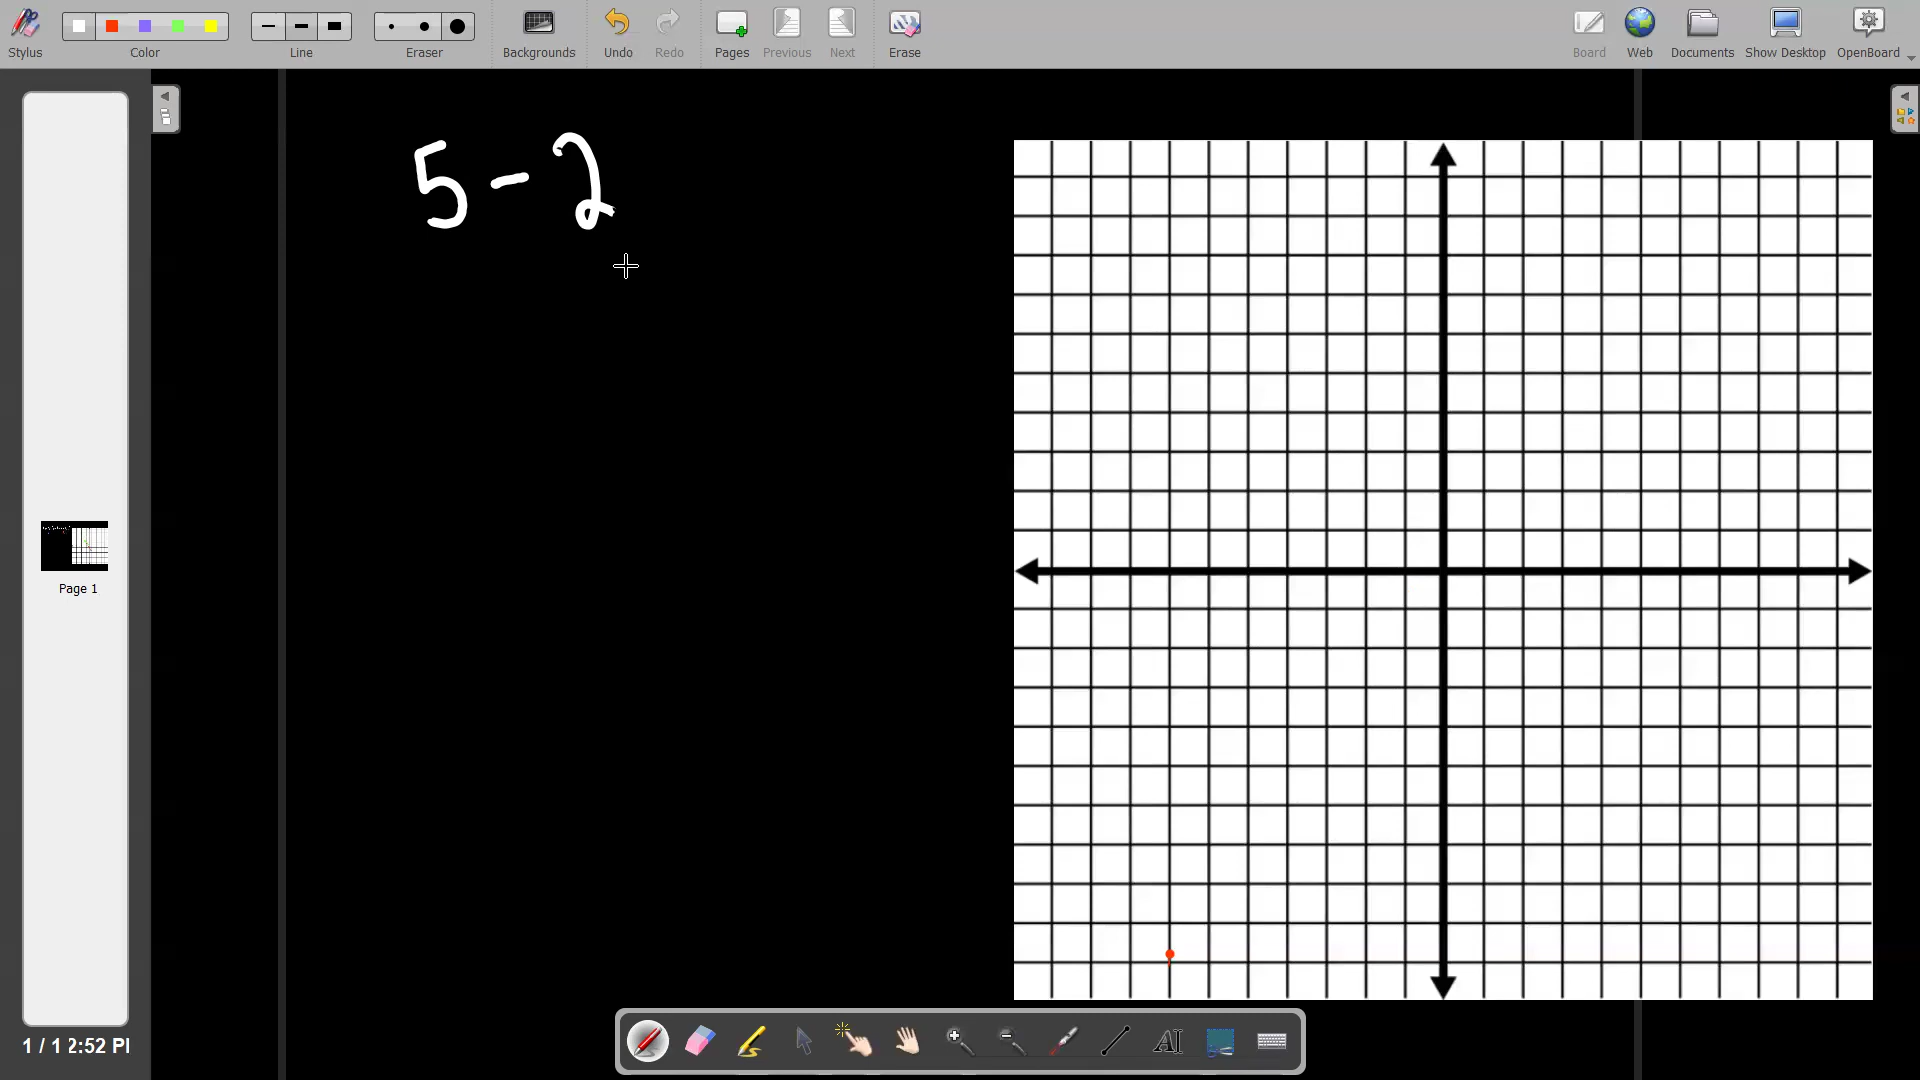 Stylus
Color
Line
Eraser
Backgrounds
Undo
Redo
Pages
Previous
Next
Erase
Board
Web
Documents
Show Desktop
OpenBoard
5 - 2
Page 1
1 / 1 2:52 P